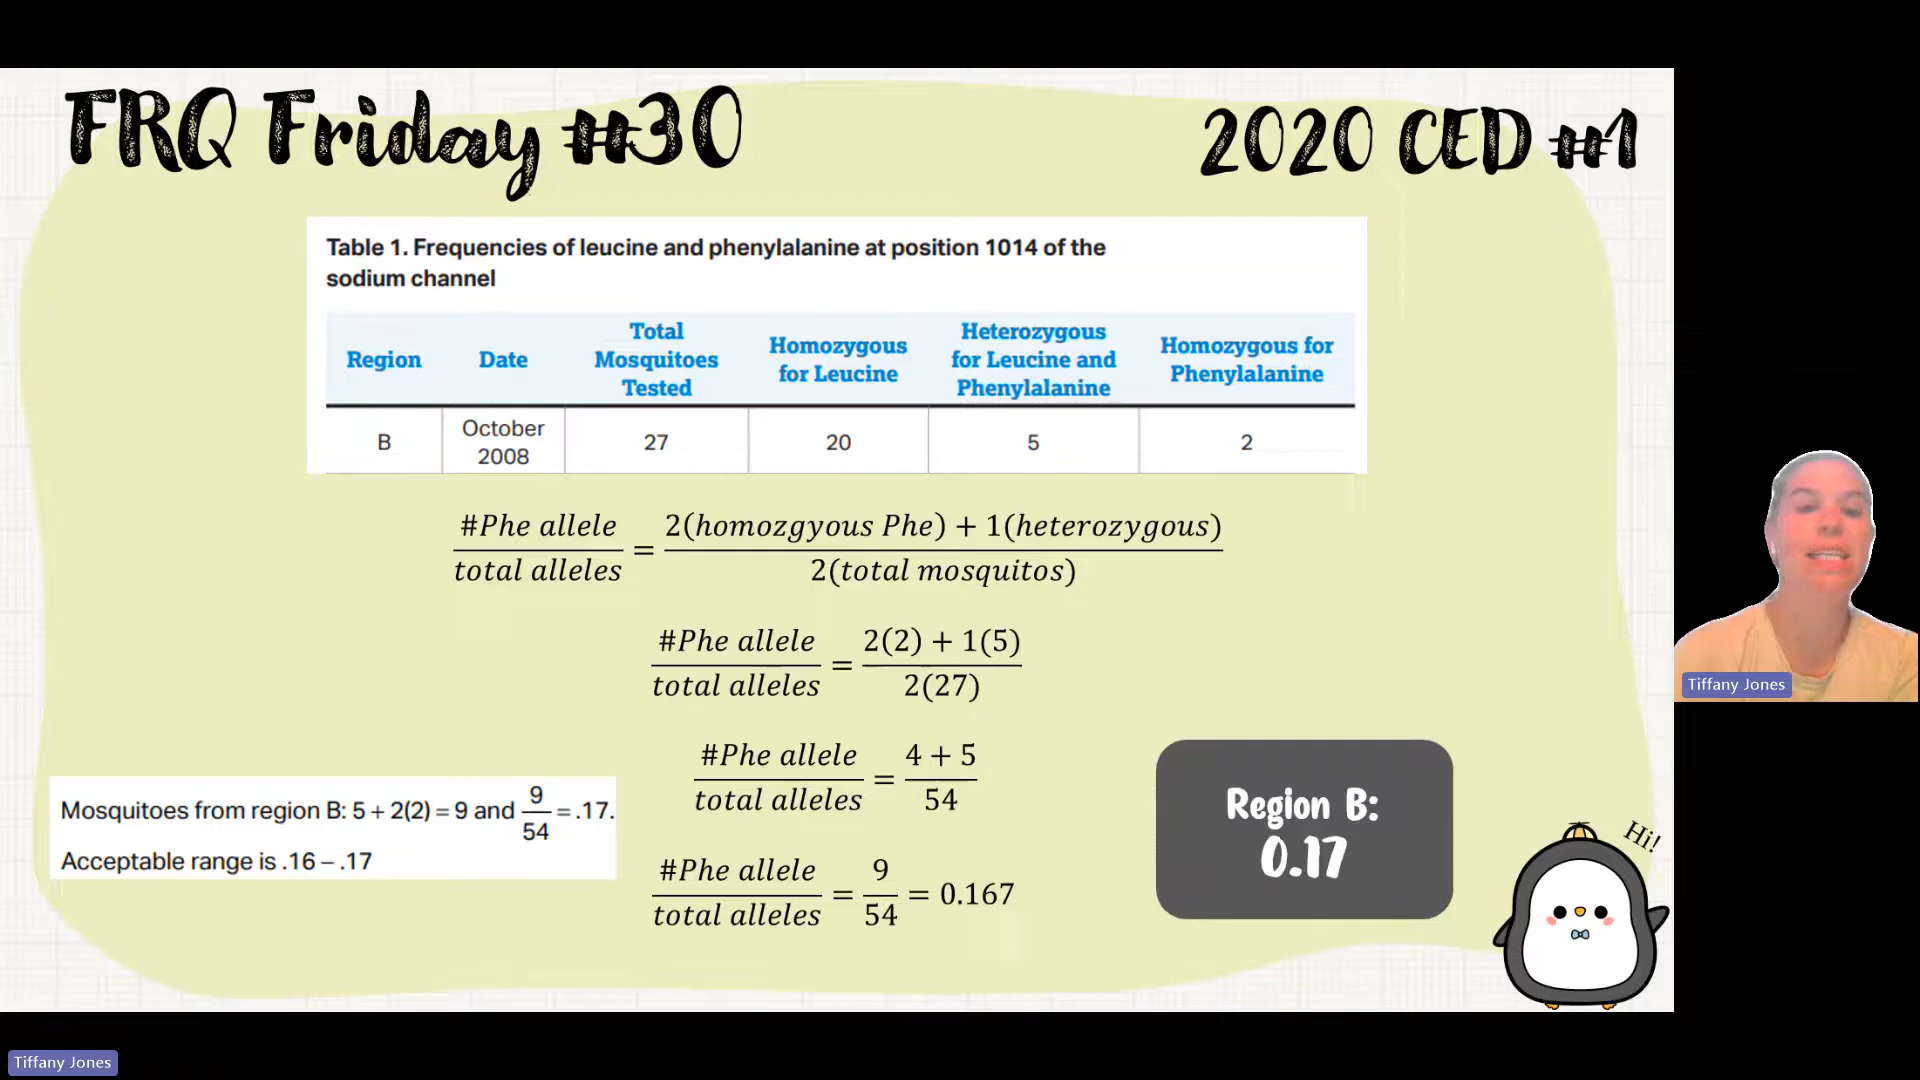 FRQ Friday #30
2020 CED #1
Table 1. Frequencies of leucine and phenylalanine at position 1014 of the
sodium channel
Region
Date
Total
Mosquitoes
Tested
Homozygous
for Leucine
Heterozygous
for Leucine and
Phenylalanine
Homozygous for
Phenylalanine
B
October
2008
27
20
5
2
#Phe allele / total alleles = 2(homozgyous Phe) + 1(heterozygous) / 2(total mosquitos)
#Phe allele / total alleles = 2(2) + 1(5) / 2(27)
#Phe allele / total alleles = 4 + 5 / 54
#Phe allele / total alleles = 9 / 54 = 0.167
Mosquitoes from region B: 5 + 2(2) = 9 and 9 / 54 = .17.
Acceptable range is .16 – .17
Region B:
0.17
Hi!
Tiffany Jones
Tiffany Jones